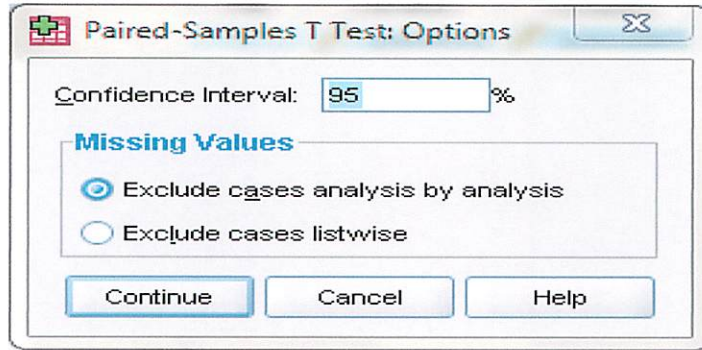 Paired-Samples T Test: Options
Confidence Interval: 95 %
Missing Values
Exclude cases analysis by analysis
Exclude cases listwise
Continue Cancel Help